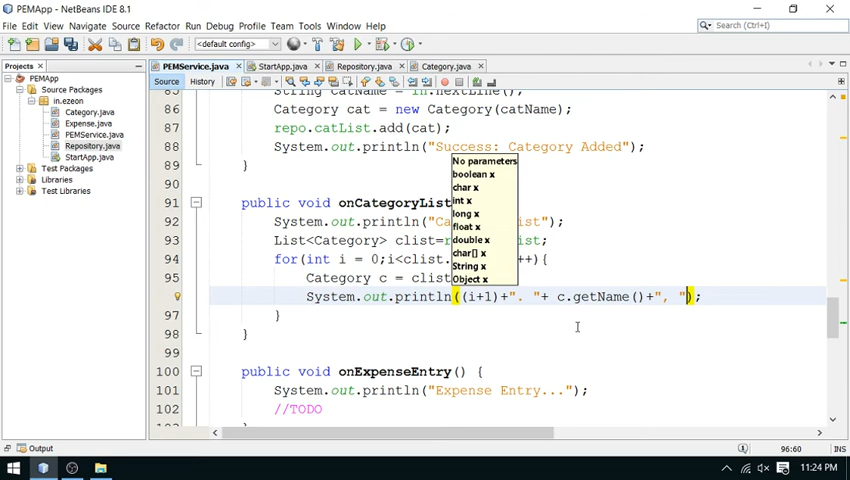 PEMApp - NetBeans IDE 8.1
File Edit View Navigate Source Refactor Run Debug Profile Team Tools Window Help
Search (Ctrl+I)
<default config>
Projects
PEMService.java StartApp.java Repository.java Category.java
Source History
PEMApp
Source Packages
in.ezeon
Category.java
Expense.java
PEMService.java
Repository.java
StartApp.java
Test Packages
Libraries
Test Libraries
85 String catName = in.nextLine();
86 Category cat = new Category(catName);
87 repo.catList.add(cat);
88 System.out.println("Success: Category Added");
89 }
90
91 public void onCategoryList
92 System.out.println("Ca st");
93 List<Category> clist=r ist;
94 for(int i = 0;i<clist. ++){
95 Category c = clist
System.out.println((i+1)+". "+ c.getName()+", ");
97 }
98 }
99
100 public void onExpenseEntry() {
101 System.out.println("Expense Entry...");
102 //TODO
No parameters
boolean x
char x
int x
long x
float x
double x
char[] x
String x
Object x
Output
96:60 INS
11:24 PM